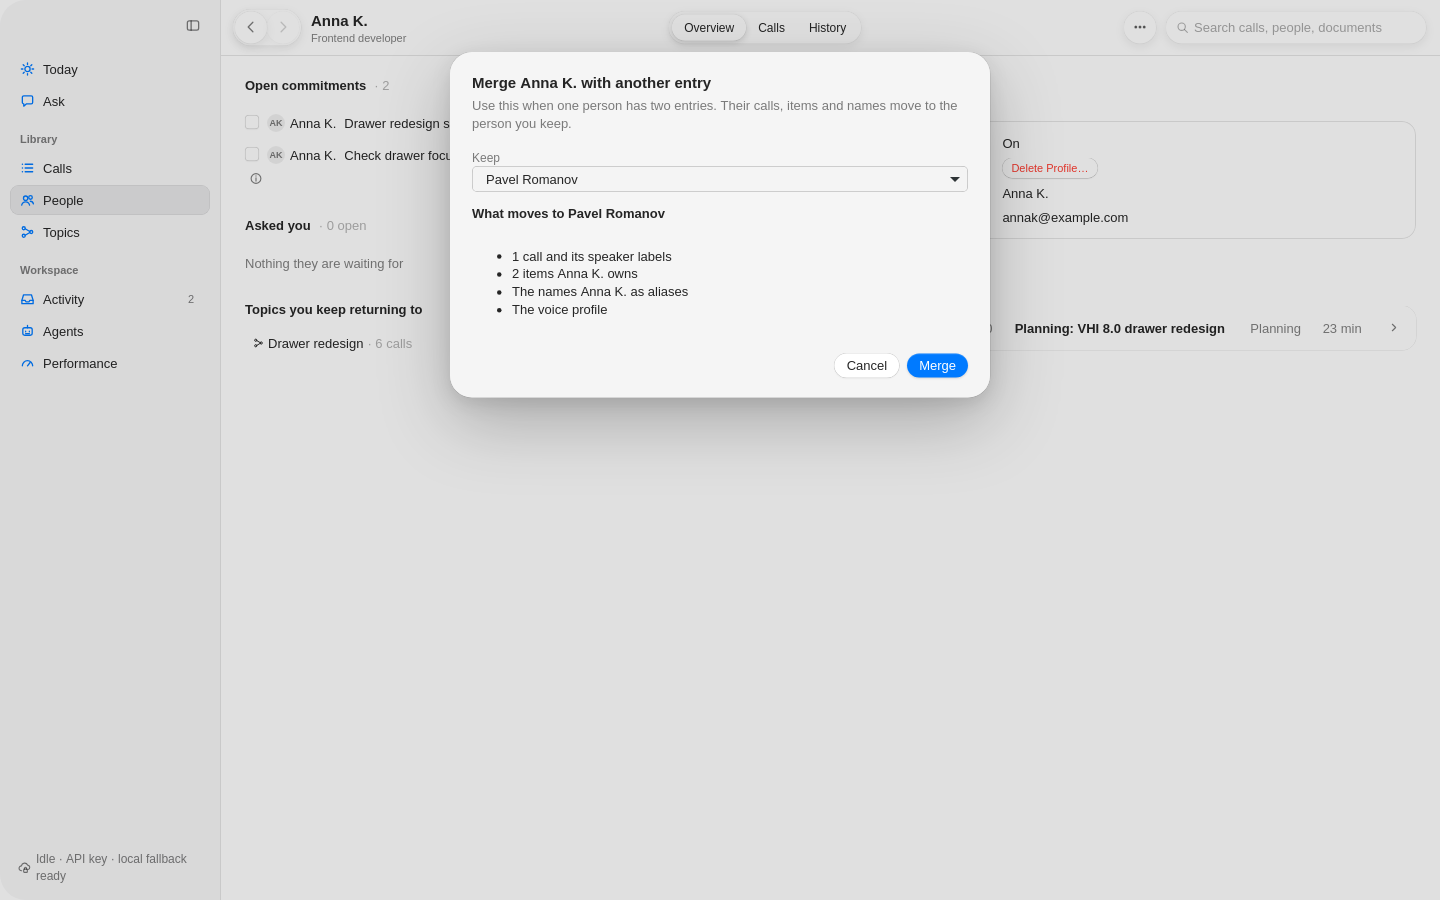 Anna K.
Frontend developer
Overview
Calls
History
Search calls, people, documents
Today
Ask
Library
Calls
People
Topics
Workspace
Activity 2
Agents
Performance
Idle · API key · local fallback
ready
Open commitments · 2
AK Anna K. Drawer redesign
AK Anna K. Check drawer
Asked you · 0 open
Nothing they are waiting for
Topics you keep returning to
Drawer redesign · 6 calls
Merge Anna K. with another entry
Use this when one person has two entries. Their calls, items and names move to the
person you keep.
Keep
Pavel Romanov
What moves to Pavel Romanov
• 1 call and its speaker labels
• 2 items Anna K. owns
• The names Anna K. as aliases
• The voice profile
Cancel
Merge
On
Delete Profile…
Anna K.
annak@example.com
Planning: VHI 8.0 drawer redesign Planning 23 min